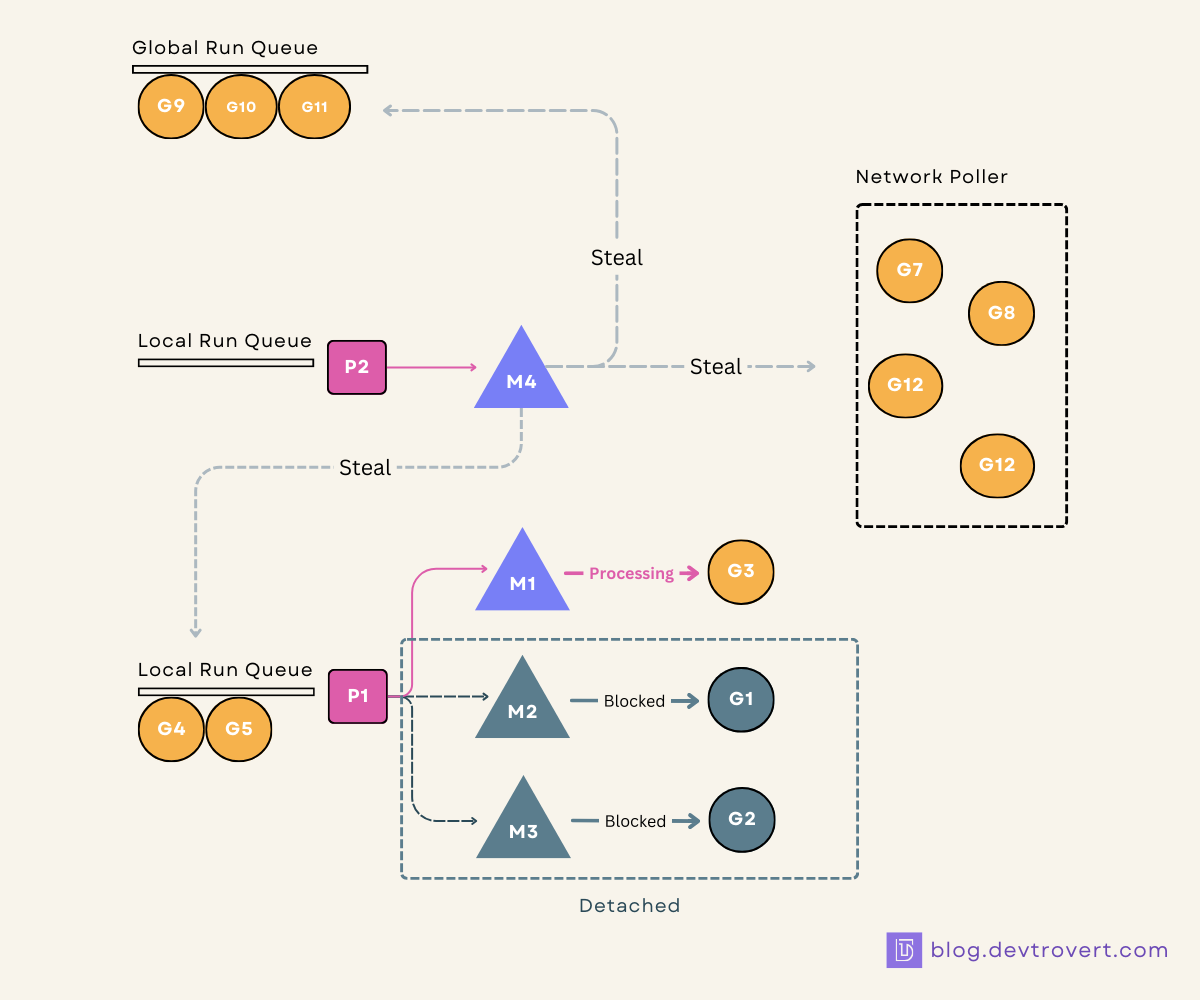 Global Run Queue
G9 G10 G11
Network Poller
G7
G8
G12
G12
Steal
Steal
Local Run Queue
P2
M4
Steal
M1
Processing
G3
Local Run Queue
G4 G5
P1
M2
Blocked
G1
M3
Blocked
G2
Detached
blog.devtrovert.com